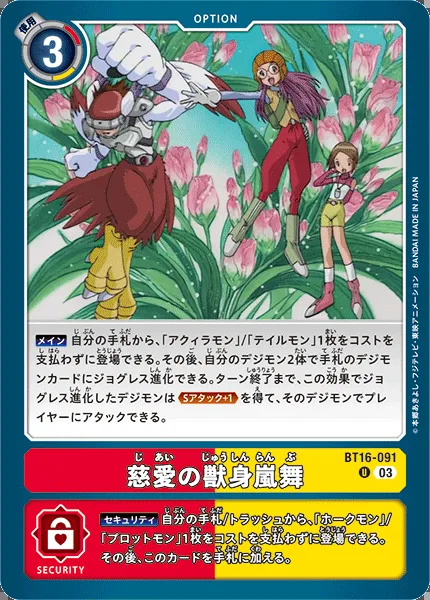 OPTION
使用
3
メイン 自分の手札から、「アクィラモン」/「テイルモン」1枚をコストを
支払わずに登場できる。その後、自分のデジモン2体で手札のデジモ
ンカードにジョグレス進化できる。ターン終了まで、この効果でジョ
グレス進化したデジモンは Sアタック+1 を得て、そのデジモンでプレ
イヤーにアタックできる。
©本郷あきよし・フジテレビ・東映アニメーション BANDAI MADE IN JAPAN
BT16-091
じ あい じゅうしん らん ぶ
慈愛の獣身嵐舞
U 03
セキュリティ 自分の手札/トラッシュから、「ホークモン」/
「プロットモン」1枚をコストを支払わずに登場できる。
その後、このカードを手札に加える。
SECURITY